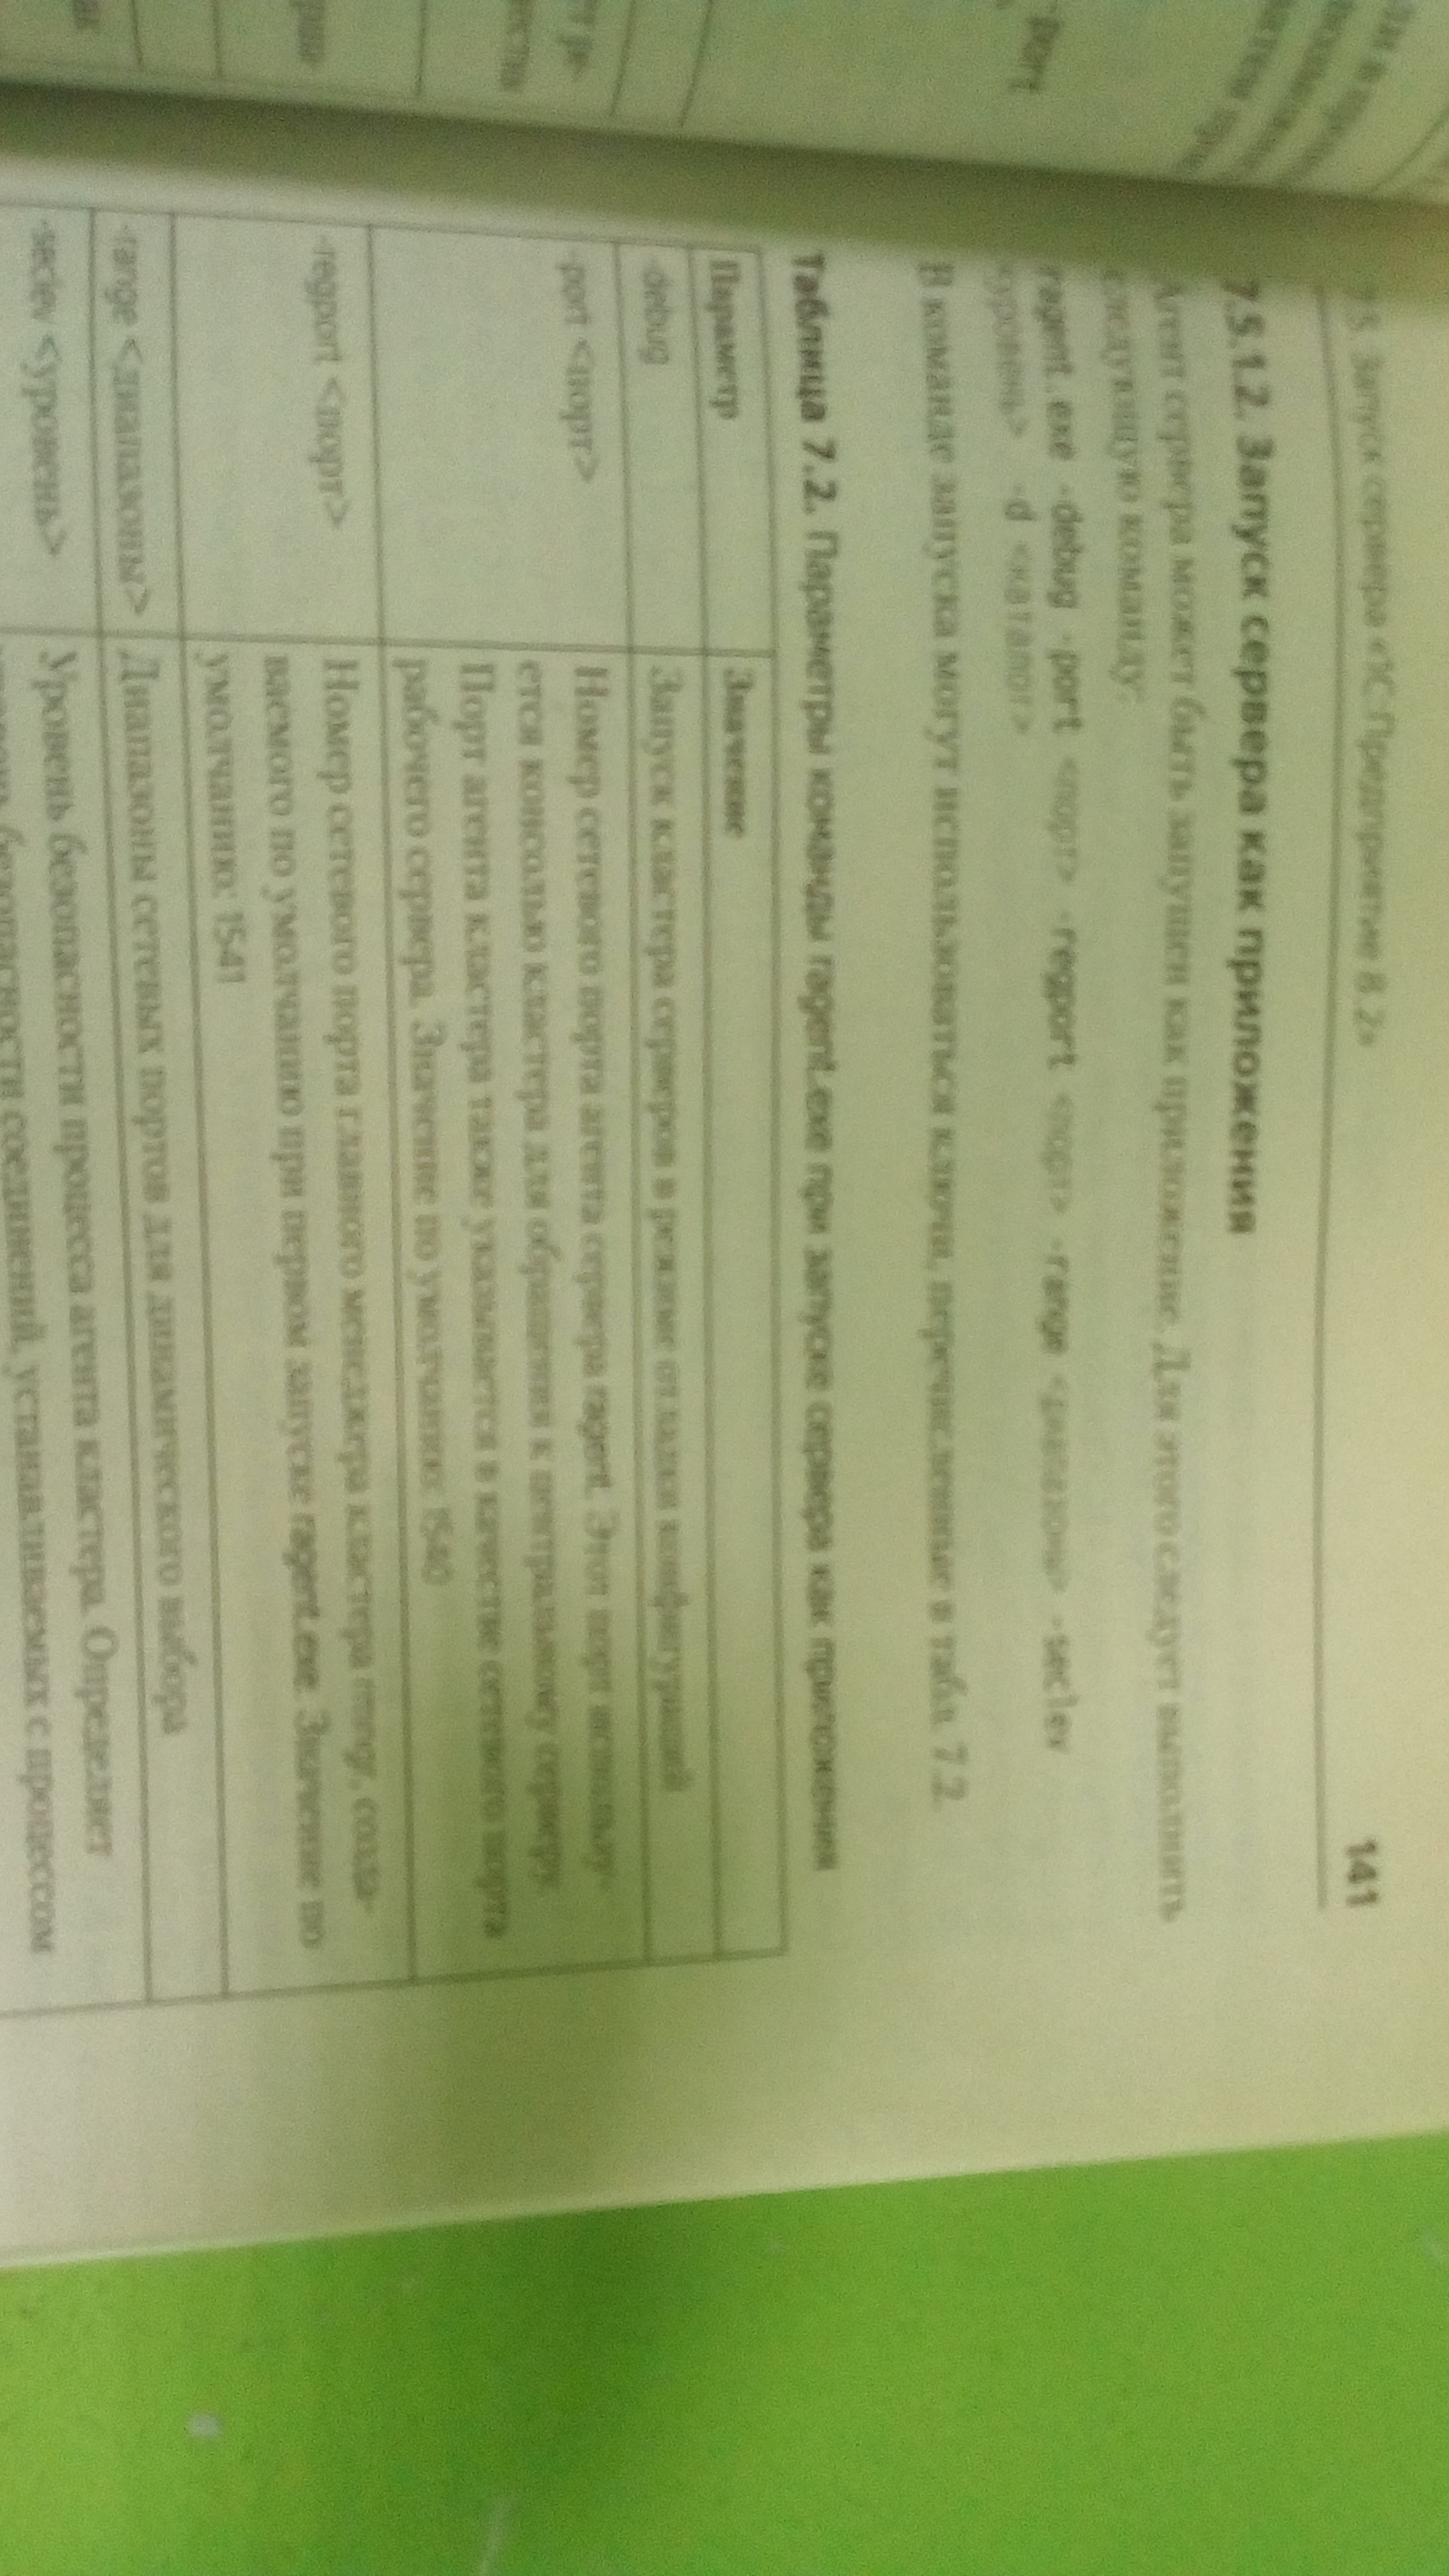 7.5. Запуск сервера «1С:Предприятие 8.2»
141
7.5.1.2. Запуск сервера как приложения
Агент сервера может быть запущен как приложение. Для этого следует выполнить
следующую команду:
ragent.exe -debug -port <порт> -regport <порт> -range <диапазоны> -seclev
<уровень> -d <каталог>
В команде запуска могут использоваться ключи, перечисленные в табл. 7.2.
Таблица 7.2. Параметры команды ragent.exe при запуске сервера как приложения
Параметр
Значение
-debug
Запуск кластера серверов в режиме отладки конфигураций
-port <порт>
Номер сетевого порта агента сервера ragent. Этот порт использу-
ется консолью кластера для обращения к центральному серверу.
Порт агента кластера также указывается в качестве сетевого порта
рабочего сервера. Значение по умолчанию: 1540
-regport <порт>
Номер сетевого порта главного менеджера кластера rmngr, созда-
ваемого по умолчанию при первом запуске ragent.exe. Значение по
умолчанию: 1541
-range <диапазоны>
Диапазоны сетевых портов для динамического выбора
-seclev <уровень>
Уровень безопасности процесса агента кластера. Определяет
безопасности соединений, устанавливаемых с процессом
-port